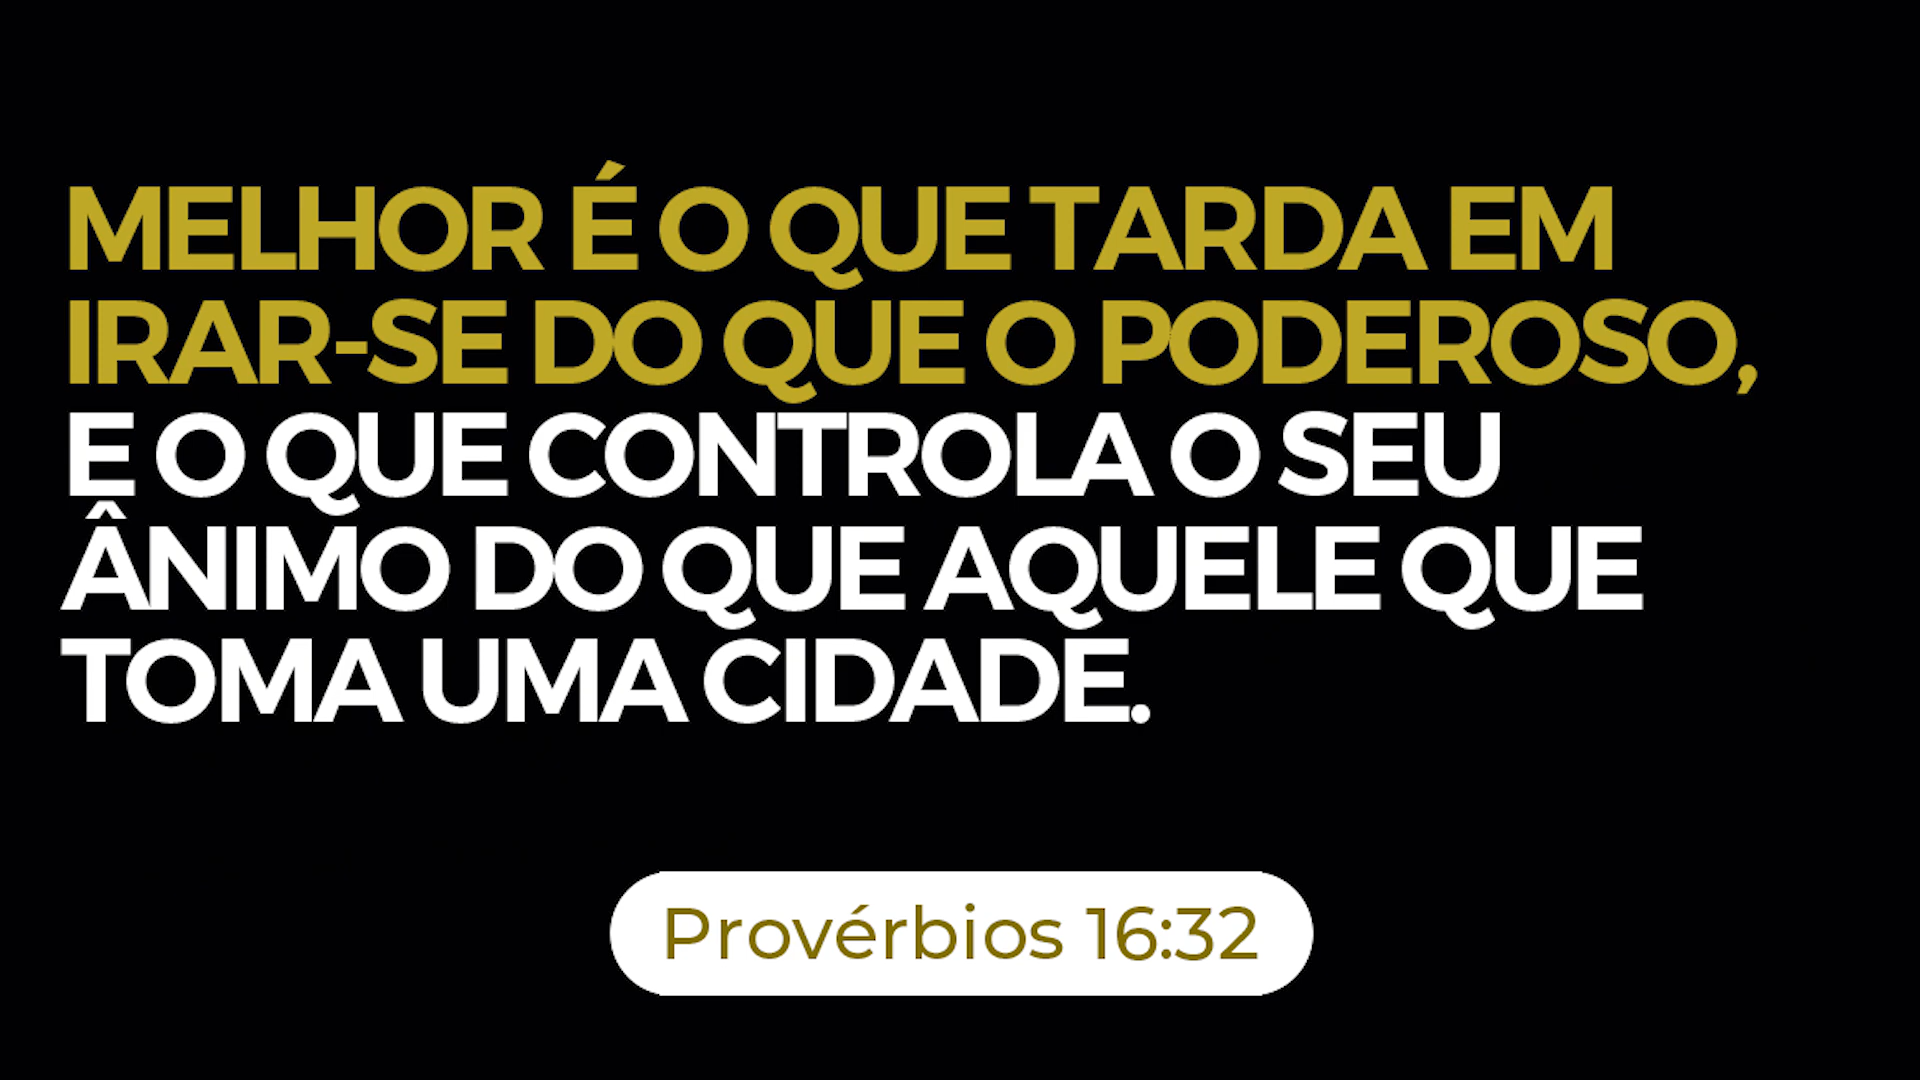 MELHOR É O QUE TARDA EM
IRAR-SE DO QUE O PODEROSO,
E O QUE CONTROLA O SEU
ÂNIMO DO QUE AQUELE QUE
TOMA UMA CIDADE.
Provérbios 16:32